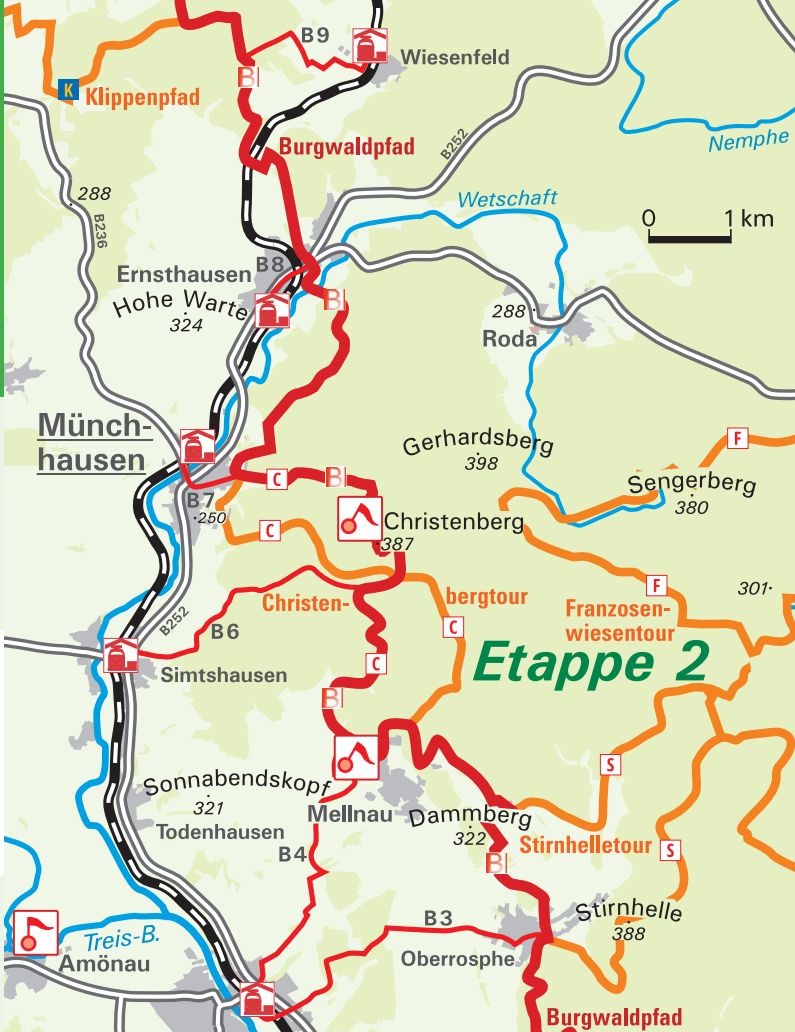 B9
Wiesenfeld
B
K
Klippenpfad
Burgwaldpfad
B252
Nemphe
288
B236
Wetschaft
0 1 km
Ernsthausen
B8
Hohe Warte
324
B
288
Roda
Münch-
hausen
C
B
Gerhardsberg
398
F
Sengerberg
380
B7
250
C
Christenberg
387
Christen-
bergtour
F
Franzosen-
wiesentour
301
B252
B6
C
C
Etappe 2
Simtshausen
B
S
Sonnabendskopf
321
Todenhausen
Mellnau
Dammberg
322
B4
B
Stirnhelletour
S
B3
Stirnhelle
388
Treis-B.
Amönau
Oberrosphe
Burgwaldpfad